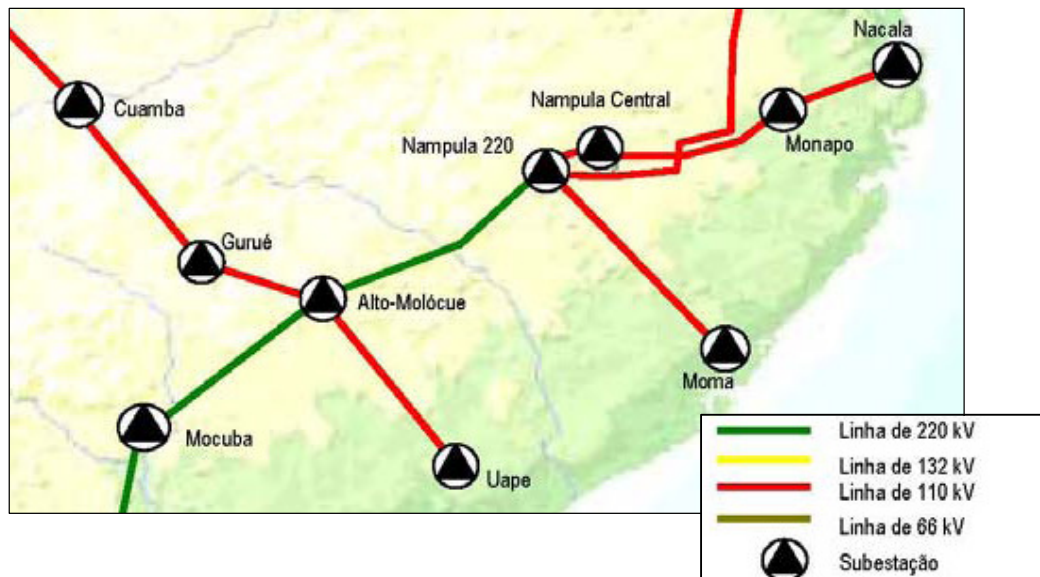 Nacala
Cuamba
Nampula Central
Nampula 220
Monapo
Gurué
Alto-Molócue
Moma
Mocuba
Uape
Linha de 220 kV
Linha de 132 kV
Linha de 110 kV
Linha de 66 kV
Subestação